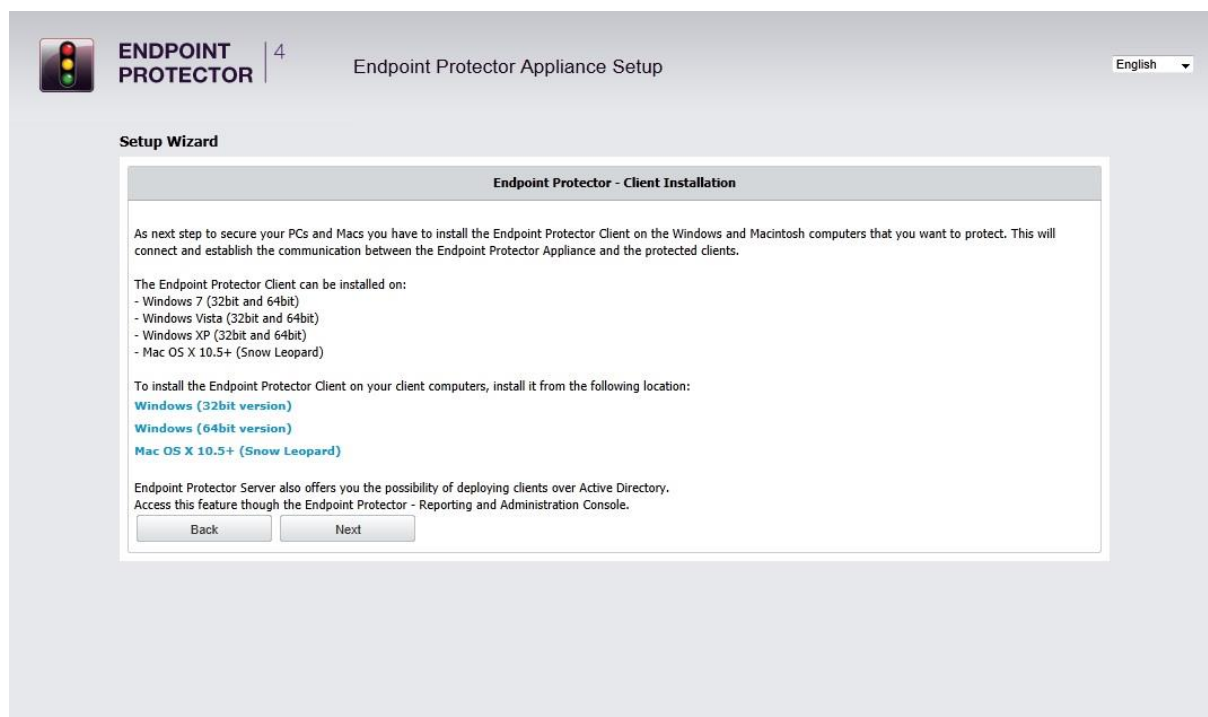 ENDPOINT PROTECTOR 4
Endpoint Protector Appliance Setup
English
Setup Wizard
Endpoint Protector - Client Installation
As next step to secure your PCs and Macs you have to install the Endpoint Protector Client on the Windows and Macintosh computers that you want to protect. This will
connect and establish the communication between the Endpoint Protector Appliance and the protected clients.
The Endpoint Protector Client can be installed on:
- Windows 7 (32bit and 64bit)
- Windows Vista (32bit and 64bit)
- Windows XP (32bit and 64bit)
- Mac OS X 10.5+ (Snow Leopard)
To install the Endpoint Protector Client on your client computers, install it from the following location:
Windows (32bit version)
Windows (64bit version)
Mac OS X 10.5+ (Snow Leopard)
Endpoint Protector Server also offers you the possibility of deploying clients over Active Directory.
Access this feature though the Endpoint Protector - Reporting and Administration Console.
Back
Next